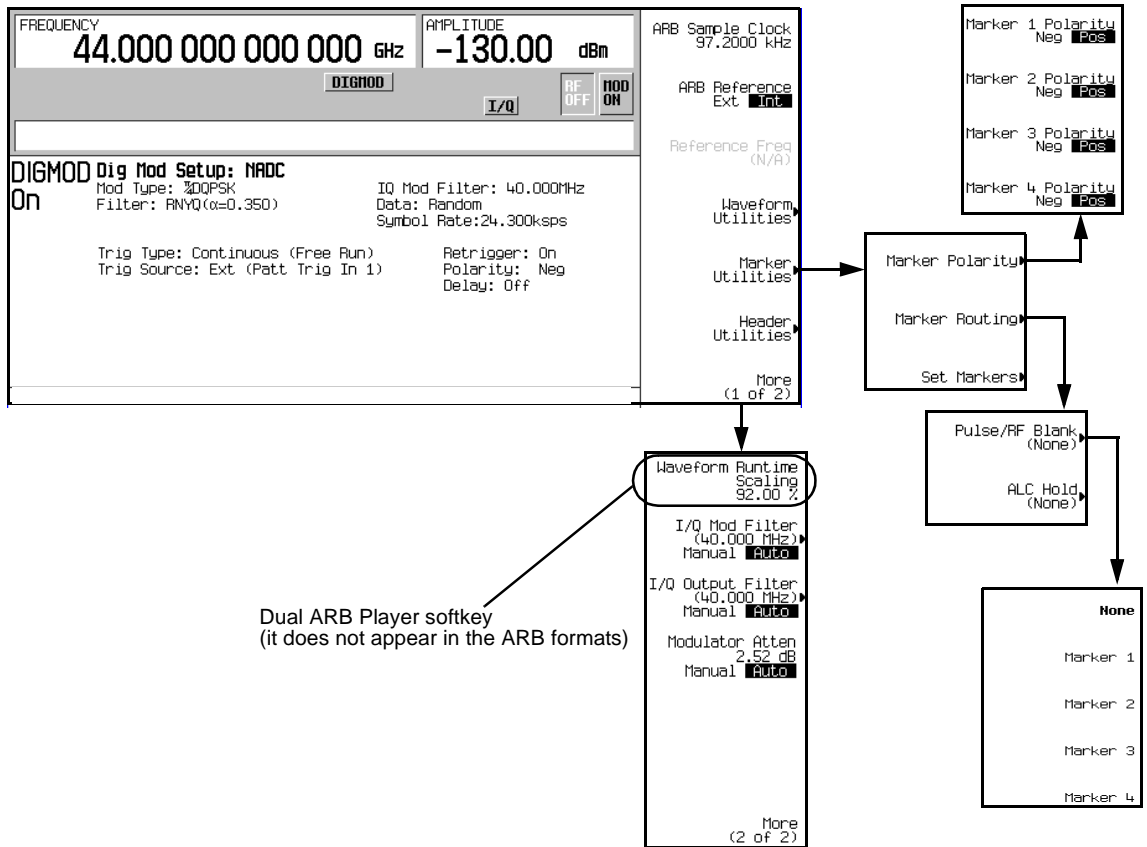 FREQUENCY
44.000 000 000 000 GHz
AMPLITUDE
-130.00 dBm
DIGMOD
I/Q
RF
OFF
MOD
ON
DIGMOD
On
Dig Mod Setup: NADC
Mod Type: π/4DQPSK
Filter: RNYQ(α=0.350)
IQ Mod Filter: 40.000MHz
Data: Random
Symbol Rate:24.300ksps
Trig Type: Continuous (Free Run)
Trig Source: Ext (Patt Trig In 1)
Retrigger: On
Polarity: Neg
Delay: Off
ARB Sample Clock
97.2000 kHz
ARB Reference
Ext Int
Reference Freq
(N/A)
Waveform
Utilities
Marker
Utilities
Header
Utilities
More
(1 of 2)
Marker Polarity
Marker Routing
Set Markers
Marker 1 Polarity
Neg Pos
Marker 2 Polarity
Neg Pos
Marker 3 Polarity
Neg Pos
Marker 4 Polarity
Neg Pos
Pulse/RF Blank
(None)
ALC Hold
(None)
None
Marker 1
Marker 2
Marker 3
Marker 4
Waveform Runtime
Scaling
92.00 %
I/Q Mod Filter
(40.000 MHz)
Manual Auto
I/Q Output Filter
(40.000 MHz)
Manual Auto
Modulator Atten
2.52 dB
Manual Auto
More
(2 of 2)
Dual ARB Player softkey
(it does not appear in the ARB formats)